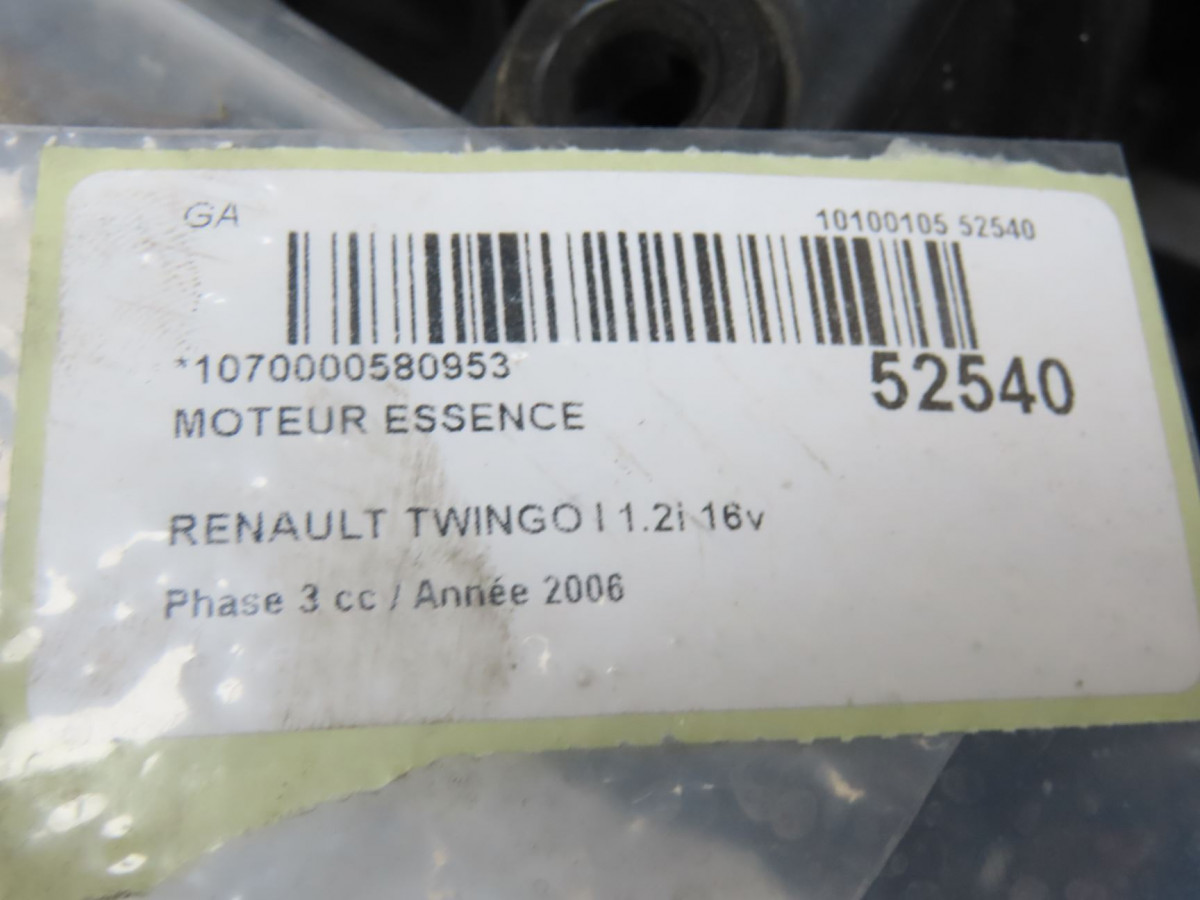 GA
10100105 52540
*1070000580953*
52540
MOTEUR ESSENCE
RENAULT TWINGO I 1.2i 16v
Phase 3 cc / Année 2006